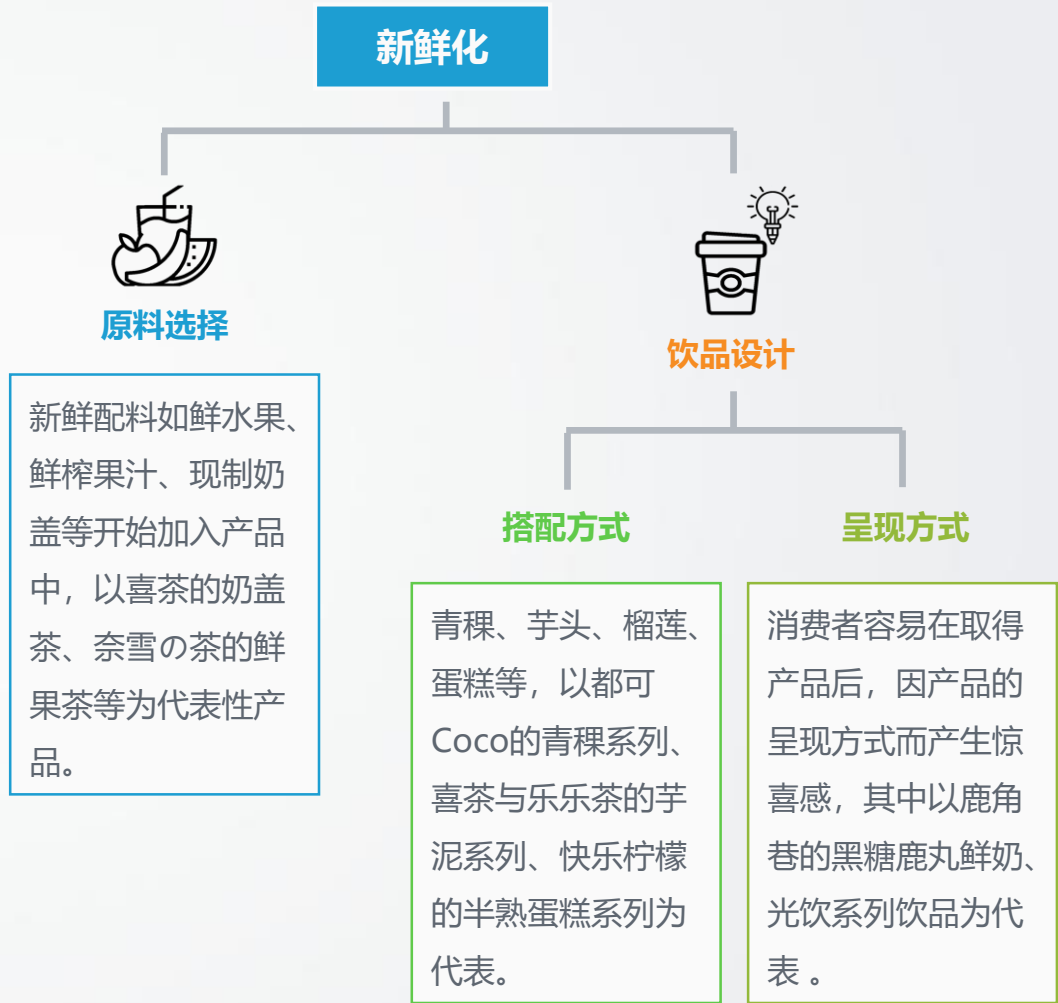 新鲜化
原料选择
新鲜配料如鲜水果、
鲜榨果汁、现制奶
盖等开始加入产品
中，以喜茶的奶盖
茶、奈雪の茶的鲜
果茶等为代表性产
品。
饮品设计
搭配方式
青稞、芋头、榴莲、
蛋糕等，以都可
Coco的青稞系列、
喜茶与乐乐茶的芋
泥系列、快乐柠檬
的半熟蛋糕系列为
代表。
呈现方式
消费者容易在取得
产品后，因产品的
呈现方式而产生惊
喜感，其中以鹿角
巷的黑糖鹿丸鲜奶、
光饮系列饮品为代
表 。